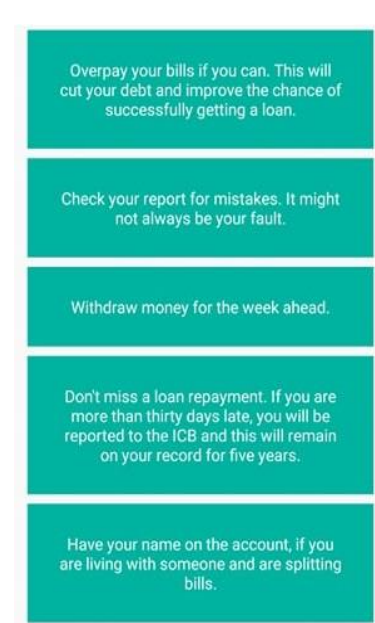 Overpay your bills if you can. This will
cut your debt and improve the chance of
successfully getting a loan.
Check your report for mistakes. It might
not always be your fault.
Withdraw money for the week ahead.
Don't miss a loan repayment. If you are
more than thirty days late, you will be
reported to the ICB and this will remain
on your record for five years.
Have your name on the account, if you
are living with someone and are splitting
bills.